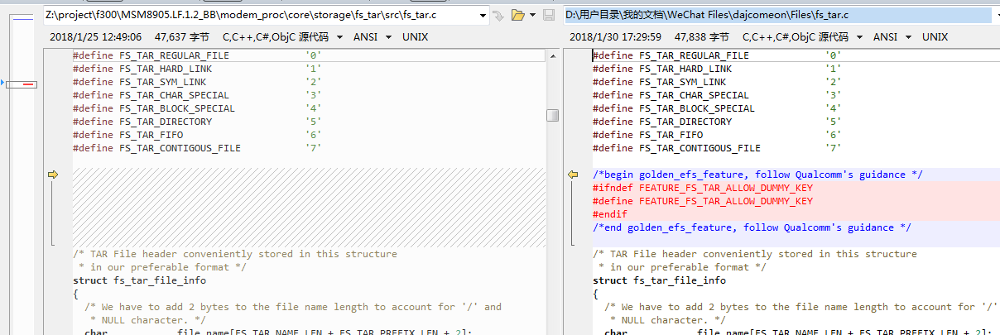 Z:\project\f300\MSM8905.LF.1.2_BB\modem_proc\core\storage\fs_tar\src\fs_tar.c
2018/1/25 12:49:06 47,637 字节 C,C++,C#,ObjC 源代码 ANSI UNIX
#define FS_TAR_REGULAR_FILE '0'
#define FS_TAR_HARD_LINK '1'
#define FS_TAR_SYM_LINK '2'
#define FS_TAR_CHAR_SPECIAL '3'
#define FS_TAR_BLOCK_SPECIAL '4'
#define FS_TAR_DIRECTORY '5'
#define FS_TAR_FIFO '6'
#define FS_TAR_CONTIGOUS_FILE '7'
/* TAR File header conveniently stored in this structure
* in our preferable format */
struct fs_tar_file_info
{
/* We have to add 2 bytes to the file name length to account for '/' and
* NULL character. */
char file_name[FS_TAR_NAME_LEN + FS_TAR_PREFIX_LEN + 2];
D:\用户目录\我的文档\WeChat Files\dajcomeon\Files\fs_tar.c
2018/1/30 17:29:59 47,838 字节 C,C++,C#,ObjC 源代码 ANSI UNIX
#define FS_TAR_REGULAR_FILE '0'
#define FS_TAR_HARD_LINK '1'
#define FS_TAR_SYM_LINK '2'
#define FS_TAR_CHAR_SPECIAL '3'
#define FS_TAR_BLOCK_SPECIAL '4'
#define FS_TAR_DIRECTORY '5'
#define FS_TAR_FIFO '6'
#define FS_TAR_CONTIGOUS_FILE '7'
/*begin golden_efs_feature, follow Qualcomm's guidance */
#ifndef FEATURE_FS_TAR_ALLOW_DUMMY_KEY
#define FEATURE_FS_TAR_ALLOW_DUMMY_KEY
#endif
/*end golden_efs_feature, follow Qualcomm's guidance */
/* TAR File header conveniently stored in this structure
* in our preferable format */
struct fs_tar_file_info
{
/* We have to add 2 bytes to the file name length to account for '/'
* NULL character. */
char file_name[FS_TAR_NAME_LEN + FS_TAR_PREFIX_LEN + 2];